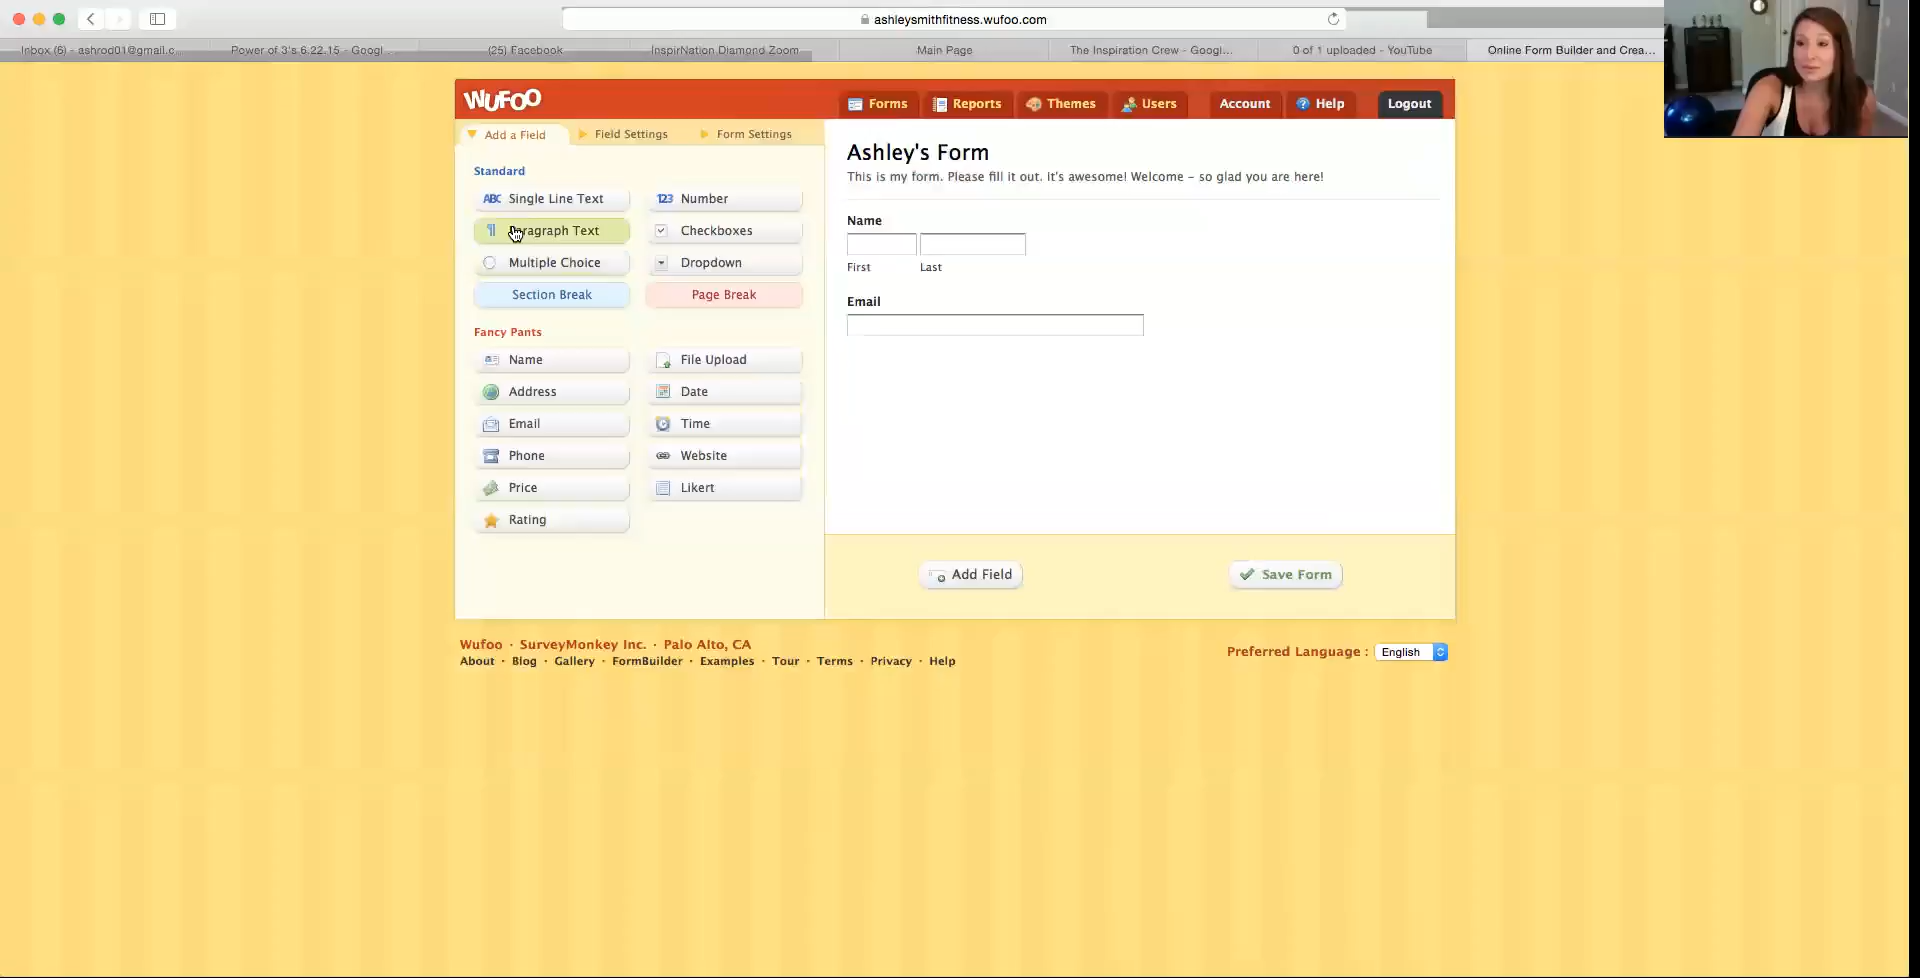 ashleysmithfitness.wufoo.com
Inbox (6) - ashrod01@gmail.c... Power of 3's 6.22.15 - Googl... (25) Facebook InspirNation Diamond Zoom Main Page The Inspiration Crew - Googl... 0 of 1 uploaded - YouTube Online Form Builder and Crea...
WUFOO Forms Reports Themes Users Account Help Logout
Add a Field Field Settings Form Settings
Ashley's Form
This is my form. Please fill it out. It's awesome! Welcome - so glad you are here!
Standard
ABC Single Line Text 123 Number
Paragraph Text Checkboxes
Multiple Choice Dropdown
Section Break Page Break
Fancy Pants
Name File Upload
Address Date
Email Time
Phone Website
Price Likert
Rating
Name
First Last
Email
Add Field Save Form
Wufoo · SurveyMonkey Inc. · Palo Alto, CA
About · Blog · Gallery · FormBuilder · Examples · Tour · Terms · Privacy · Help
Preferred Language : English